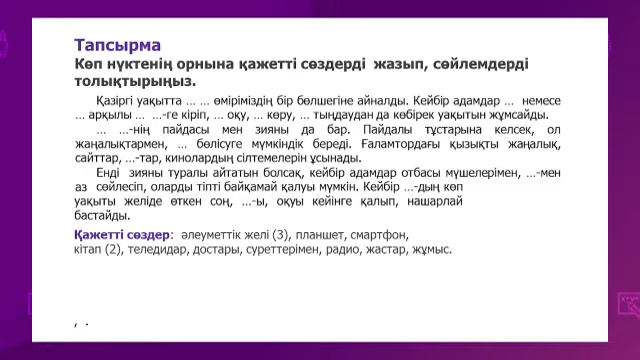 Тапсырма
Көп нүктенің орнына қажетті сөздерді жазып, сөйлемдерді
толықтырыңыз.
Қазіргі уақытта … … өміріміздің бір бөлшегіне айналды. Кейбір адамдар … немесе
… арқылы … …-ге кіріп, … оқу, … көру, … тыңдаудан да көбірек уақытын жұмсайды.
… …-нің пайдасы мен зияны да бар. Пайдалы тұстарына келсек, ол
жаңалықтармен, … бөлісуге мүмкіндік береді. Ғаламтордағы қызықты жаңалық,
сайттар, …-тар, кинолардың сілтемелерін ұсынады.
Енді зияны туралы айтатын болсақ, кейбір адамдар отбасы мүшелерімен, …-мен
аз сөйлесіп, оларды тіпті байқамай қалуы мүмкін. Кейбір …-дың көп
уақыты желіде өткен соң, …-ы, оқуы кейінге қалып, нашарлай
бастайды.
Қажетті сөздер: әлеуметтік желі (3), планшет, смартфон,
кітап (2), теледидар, достары, суреттерімен, радио, жастар, жұмыс.
, .